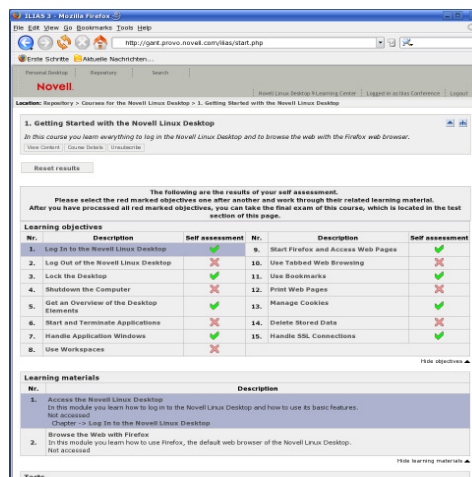 ILIAS 3 - Mozilla Firefox
File Edit View Go Bookmarks Tools Help
http://gant.provo.novell.com/ilias/start.php
Erste Schritte Aktuelle Nachrichten...
Personal Desktop Repository Search
Novell.
Novell Linux Desktop 9 Learning Center | Logged in as Ilias Conference | Logout
Location: Repository > Courses for the Novell Linux Desktop > 1. Getting Started with the Novell Linux Desktop
1. Getting Started with the Novell Linux Desktop
In this course you learn everything to log in the Novell Linux Desktop and to browse the web with the Firefox web browser.
View Content Course Details Unsubscribe
Reset results
The following are the results of your self assessment.
Please select the red marked objectives one after another and work through their related learning material.
After you have processed all red marked objectives, you can take the final exam of this course, which is located in the test
section of this page.
Learning objectives
Nr. Description Self assessment Nr. Description Self assessment
1. Log In to the Novell Linux Desktop 9. Start Firefox and Access Web Pages
2. Log Out of the Novell Linux Desktop 10. Use Tabbed Web Browsing
3. Lock the Desktop 11. Use Bookmarks
4. Shutdown the Computer 12. Print Web Pages
5. Get an Overview of the Desktop Elements 13. Manage Cookies
6. Start and Terminate Applications 14. Delete Stored Data
7. Handle Application Windows 15. Handle SSL Connections
8. Use Workspaces
Hide objectives
Learning materials
Nr. Description
1. Access the Novell Linux Desktop
In this module you learn how to log in to the Novell Linux Desktop and how to use its basic features.
Not accessed
Chapter -> Log In to the Novell Linux Desktop
2. Browse the Web with Firefox
In this module you learn how to use Firefox, the default web browser of the Novell Linux Desktop.
Not accessed
Hide learning materials
Tests